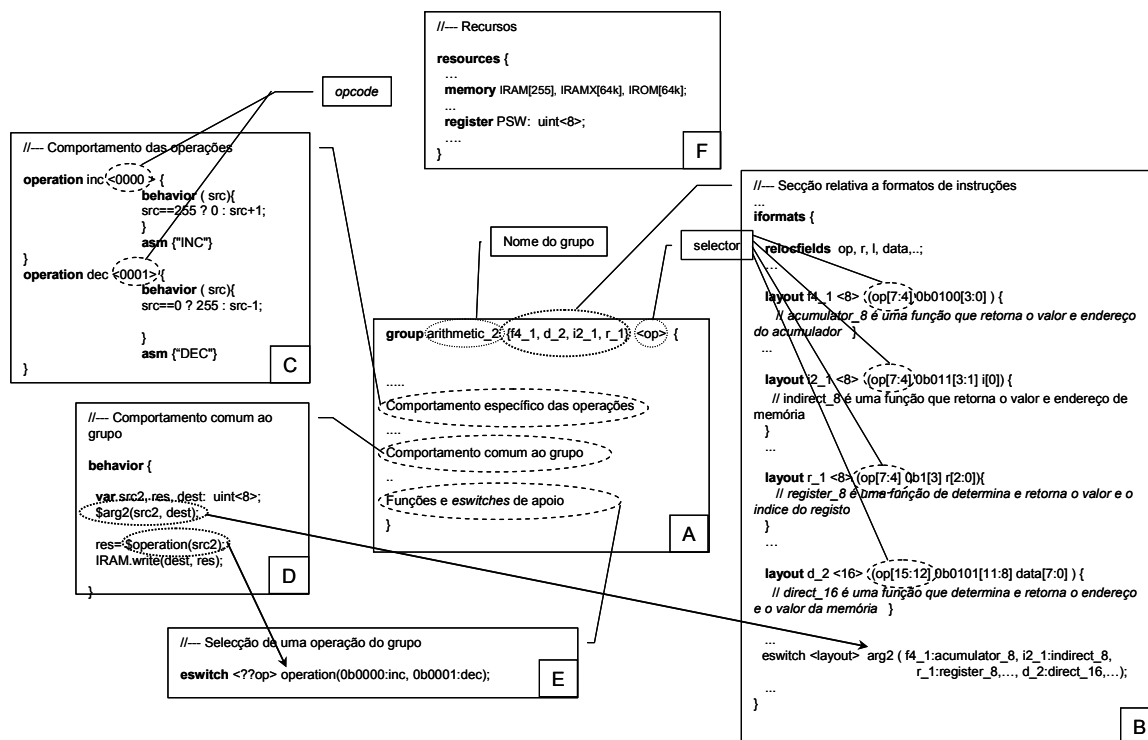 //--- Recursos
resources {
...
memory IRAM[255], IRAMX[64k], IROM[64k];
...
register PSW: uint<8>;
....
}
F
opcode
//--- Comportamento das operações
operation inc <0000 > {
behavior ( src){
src==255 ? 0 : src+1;
}
asm {"INC"}
}
operation dec <0001> {
behavior ( src){
src==0 ? 255 : src-1;
}
asm {"DEC"}
}
C
Nome do grupo
selector
group arithmetic_2: {f4_1, d_2, i2_1, r_1}: <op> {
.....
Comportamento específico das operações
....
Comportamento comum ao grupo
..
Funções e eswitches de apoio
}
A
//--- Comportamento comum ao
grupo
behavior {
var src2, res, dest: uint<8>;
$arg2(src2, dest);
res= $operation(src2);
IRAM.write(dest, res);
}
D
//--- Selecção de uma operação do grupo
eswitch <??op> operation(0b0000:inc, 0b0001:dec);
E
//--- Secção relativa a formatos de instruções
...
iformats {
relocfields op, r, l, data,..;
...
layout f4_1 <8> (op[7:4] 0b0100[3:0] ) {
// acumulator_8 é uma função que retorna o valor e endereço
do acumulador }
...
layout i2_1 <8> (op[7:4] 0b011[3:1] i[0]) {
// indirect_8 é uma função que retorna o valor e endereço de
memória
}
...
layout r_1 <8> (op[7:4] 0b1[3] r[2:0]){
// register_8 é uma função de determina e retorna o valor e o
indice do registo
}
...
layout d_2 <16> (op[15:12] 0b0101[11:8] data[7:0] ) {
// direct_16 é uma função que determina e retorna o endereço
e o valor da memória }
...
eswitch <layout> arg2 ( f4_1:acumulator_8, i2_1:indirect_8,
r_1:register_8,…, d_2:direct_16,…);
...
}
B